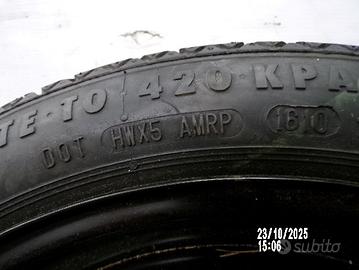 TE·TO 420·KPA
DOT HWX5 AMRP 1610
23/10/2025
15:06
subito